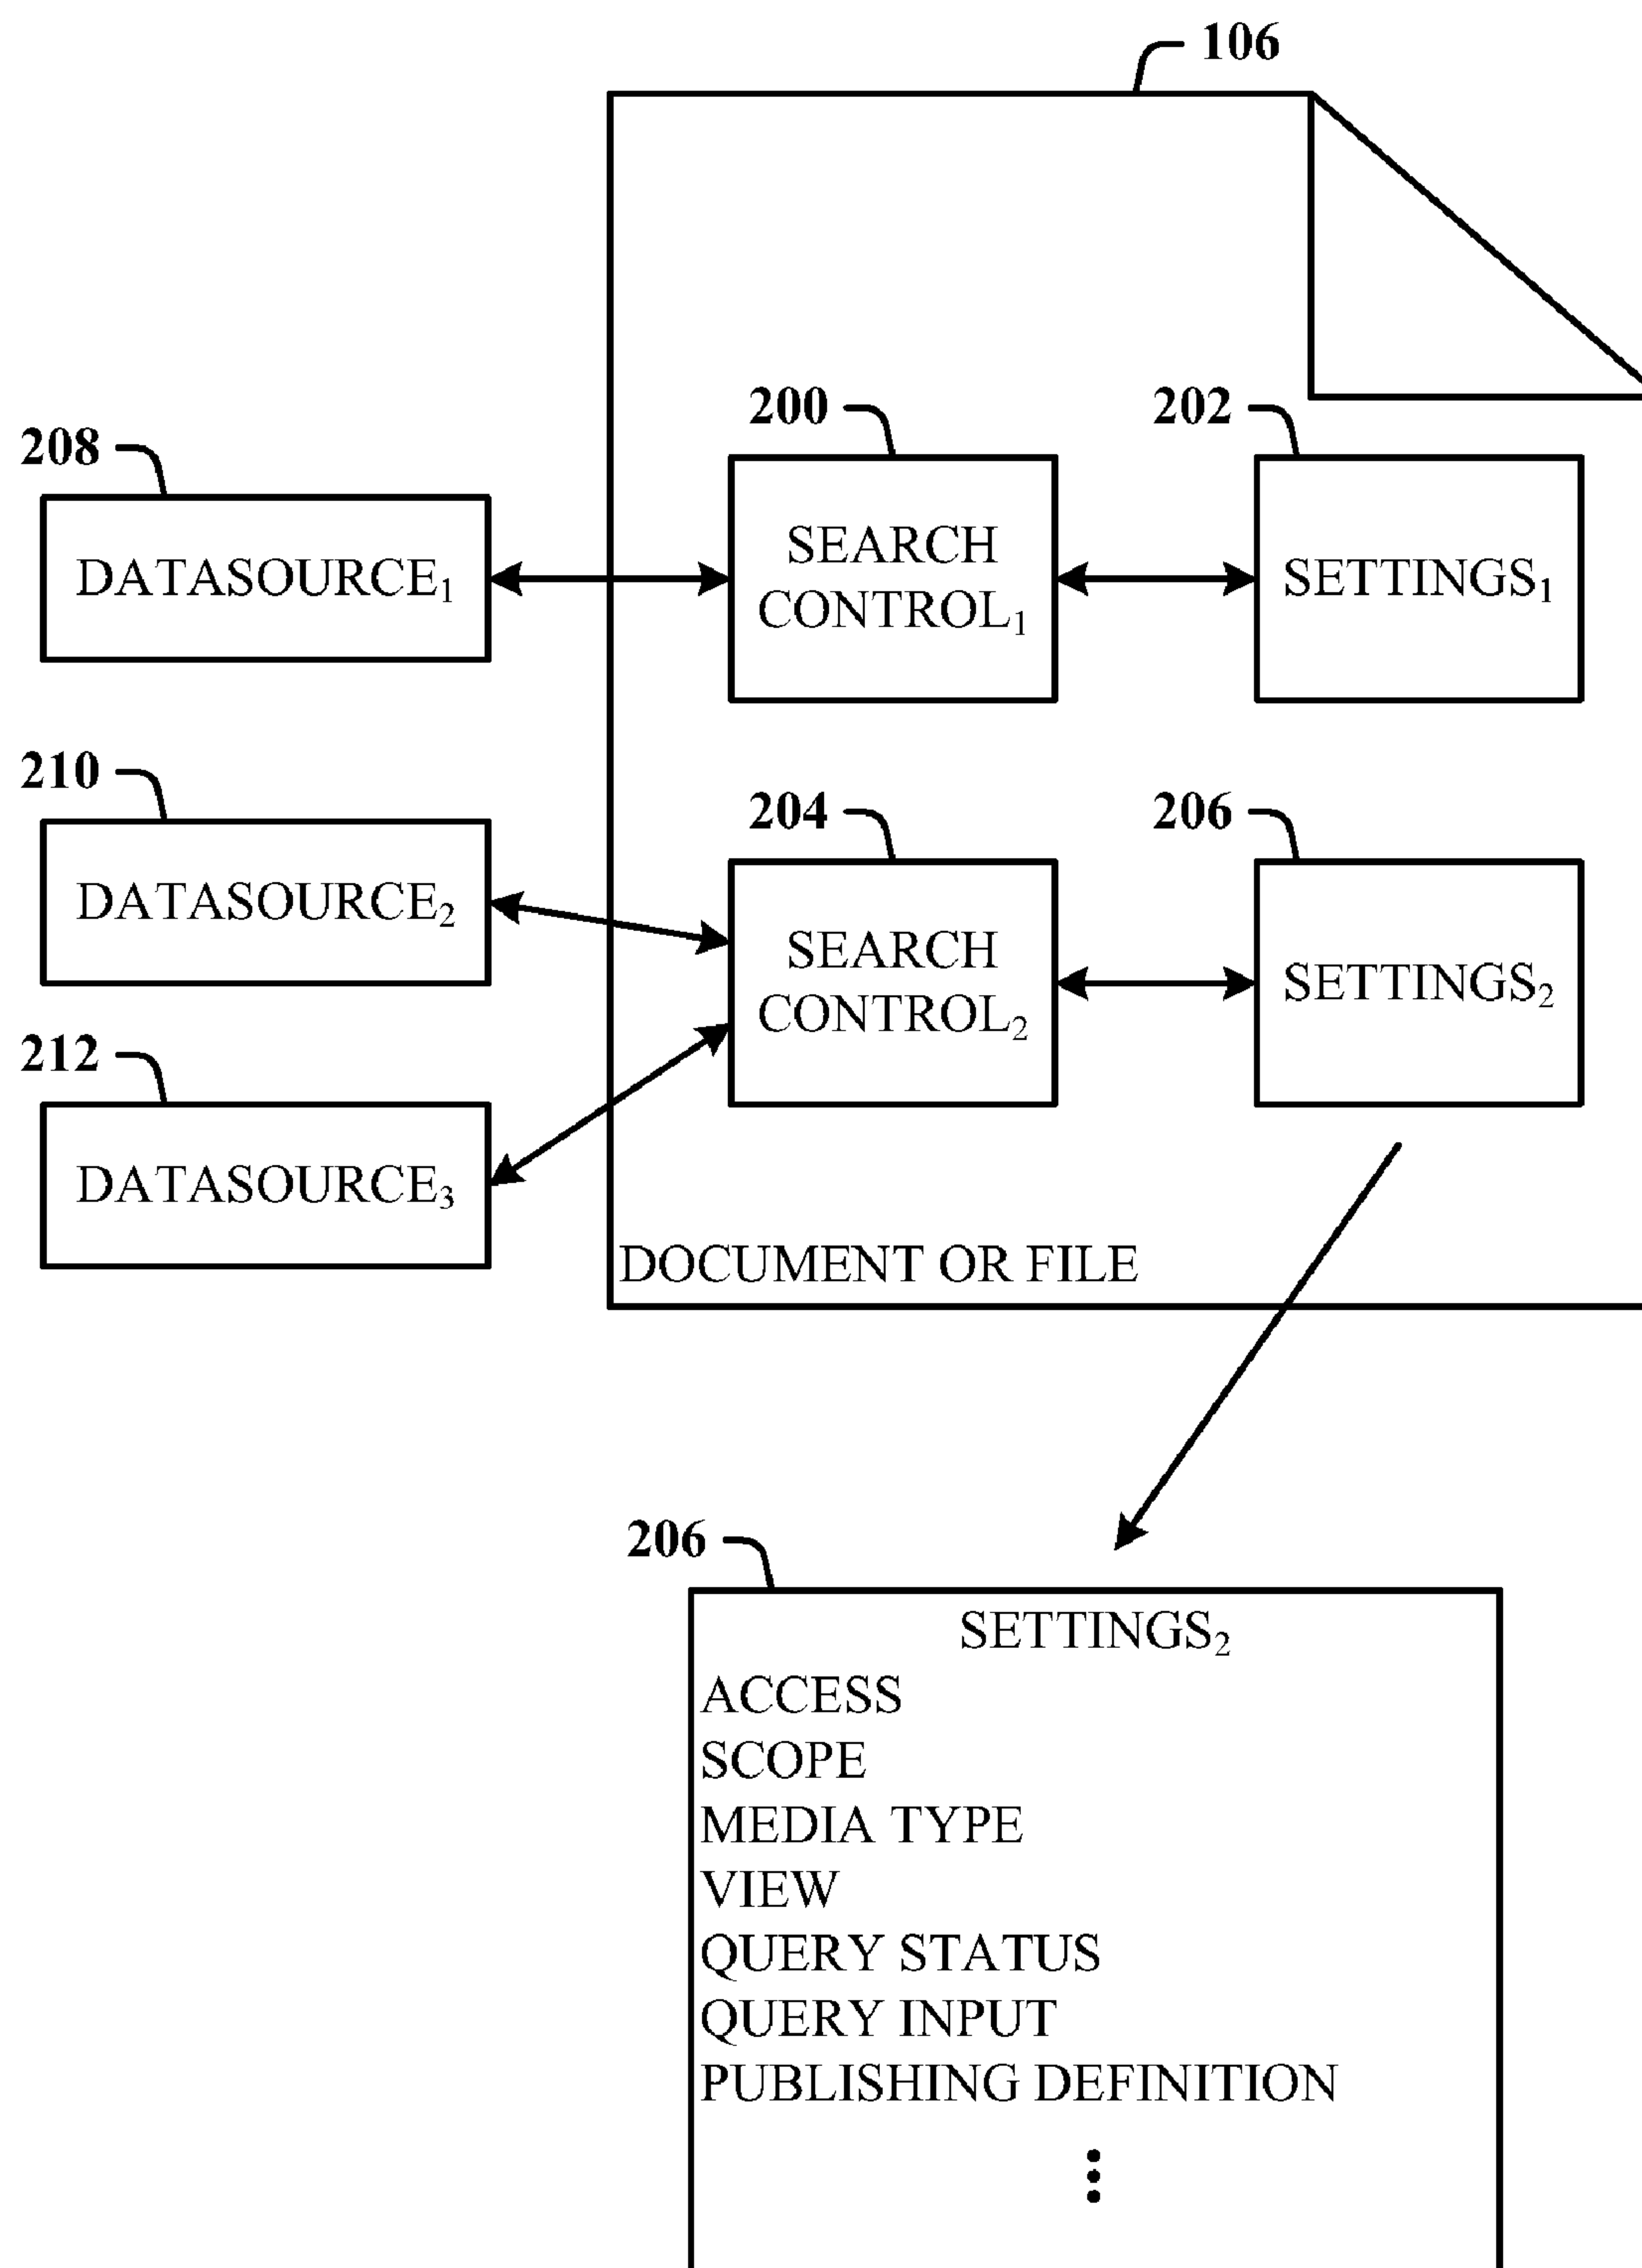 106
200
202
208
SEARCH
CONTROL₁
DATASOURCE₁
SETTINGS₁
210
204
206
DATASOURCE₂
SEARCH
CONTROL₂
SETTINGS₂
212
DATASOURCE₃
DOCUMENT OR FILE
206
SETTINGS₂
ACCESS
SCOPE
MEDIA TYPE
VIEW
QUERY STATUS
QUERY INPUT
PUBLISHING DEFINITION